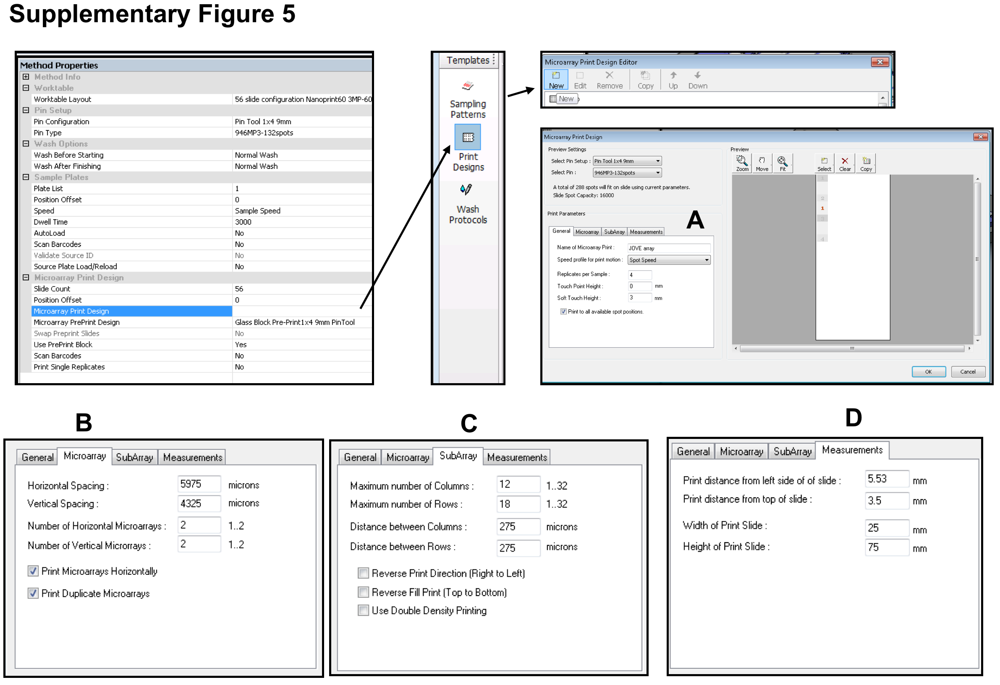 Supplementary Figure 5
Method Properties
Method Info
Worktable
Worktable Layout 56 slide configuration Nanoprint60 3MP-60
Pin Setup
Pin Configuration Pin Tool 1x4 9mm
Pin Type 946MP3-132spots
Wash Options
Wash Before Starting Normal Wash
Wash After Finishing Normal Wash
Sample Plates
Plate List 1
Position Offset 0
Speed Sample Speed
Dwell Time 3000
AutoLoad No
Scan Barcodes No
Validate Source ID No
Source Plate Load/Reload No
Microarray Print Design
Slide Count 56
Position Offset 0
Microarray Print Design
Microarray PrePrint Design Glass Block Pre-Print1x4 9mm PinTool
Swap Preprint Slides No
Use PrePrint Block Yes
Scan Barcodes No
Print Single Replicates No
Templates
Sampling
Patterns
Print
Designs
Wash
Protocols
Microarray Print Design Editor
New Edit Remove Copy Up Down
New
Microarray Print Design
Preview Settings
Select Pin Setup : Pin Tool 1x4 9mm
Select Pin : 946MP3-132spots
A total of 288 spots will fit on slide using current parameters.
Slide Spot Capacity: 16000
Print Parameters
A
General Microarray SubArray Measurements
Name of Microarray Print : JOVE array
Speed profile for print motion : Spot Speed
Replicates per Sample : 4
Touch Point Height : 0 mm
Soft Touch Height : 3 mm
Print to all available spot positions.
Preview
Zoom Move Fit Select Clear Copy
1
2
1
3
4
OK Cancel
B
General Microarray SubArray Measurements
Horizontal Spacing : 5975 microns
Vertical Spacing : 4325 microns
Number of Horizontal Microarrays : 2 1..2
Number of Vertical Microrrays : 2 1..2
Print Microarrays Horizontally
Print Duplicate Microarrays
C
General Microarray SubArray Measurements
Maximum number of Columns : 12 1..32
Maximum number of Rows : 18 1..32
Distance between Columns : 275 microns
Distance between Rows : 275 microns
Reverse Print Direction (Right to Left)
Reverse Fill Print (Top to Bottom)
Use Double Density Printing
D
General Microarray SubArray Measurements
Print distance from left side of of slide : 5.53 mm
Print distance from top of slide : 3.5 mm
Width of Print Slide : 25 mm
Height of Print Slide : 75 mm